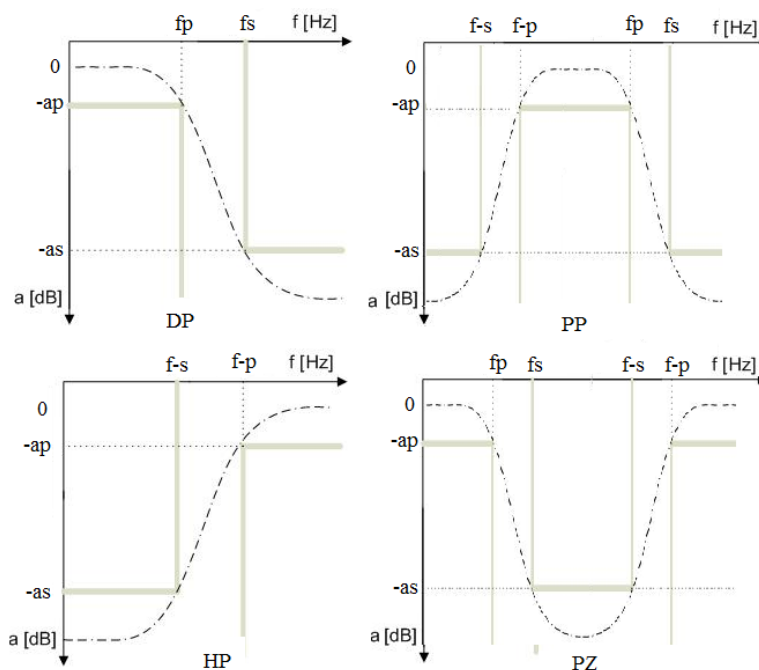 fp fs f [Hz]
0
-ap
-as
a [dB]
DP
f-s f-p fp fs f [Hz]
0
-ap
-as
a [dB]
PP
f-s f-p f [Hz]
0
-ap
-as
a [dB]
HP
fp fs f-s f-p f [Hz]
0
-ap
-as
a [dB]
PZ